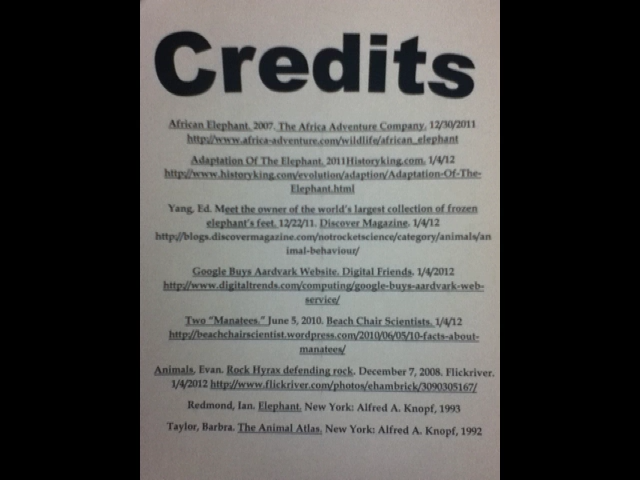 Credits
African Elephant. 2007. The Africa Adventure Company. 12/30/2011
http://www.africa-adventure.com/wildlife/african_elephant
Adaptation Of The Elephant. 2011Historyking.com. 1/4/12
http://www.historyking.com/evolution/adaption/Adaptation-Of-The-
Elephant.html
Yang, Ed. Meet the owner of the world's largest collection of frozen
elephant's feet. 12/22/11. Discover Magazine. 1/4/12
http://blogs.discovermagazine.com/notrocketscience/category/animals/an
imal-behaviour/
Google Buys Aardvark Website. Digital Friends. 1/4/2012
http://www.digitaltrends.com/computing/google-buys-aardvark-web-
service/
Two "Manatees." June 5, 2010. Beach Chair Scientists. 1/4/12
http://beachchairscientist.wordpress.com/2010/06/05/10-facts-about-
manatees/
Animals, Evan. Rock Hyrax defending rock. December 7, 2008. Flickriver.
1/4/2012 http://www.flickriver.com/photos/ehambrick/3090305167/
Redmond, Ian. Elephant. New York: Alfred A. Knopf, 1993
Taylor, Barbra. The Animal Atlas. New York: Alfred A. Knopf, 1992